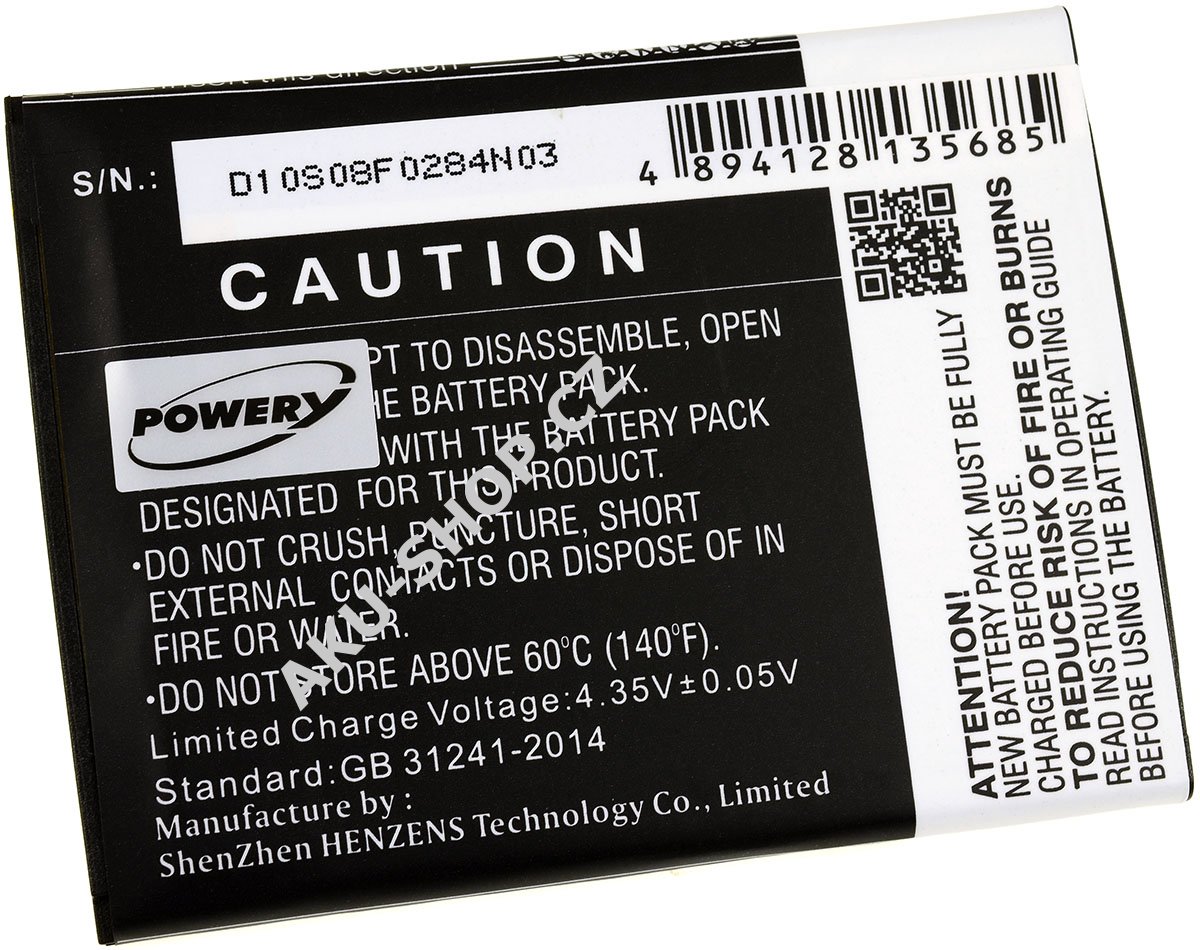 Insert this direction
S/N.:
D10S08F0284N03
4 894128 135685
CAUTION
PT TO DISASSEMBLE, OPEN
HE BATTERY PACK.
WITH THE BATTERY PACK
DESIGNATED FOR THIS PRODUCT.
•DO NOT CRUSH, PUNCTURE, SHORT
EXTERNAL CONTACTS OR DISPOSE OF IN
FIRE OR WATER.
•DO NOT STORE ABOVE 60°C (140°F).
Limited Charge Voltage:4.35V±0.05V
Standard:GB 31241-2014
Manufacture by :
ShenZhen HENZENS Technology Co., Limited
POWERY
AKU-SHOP.CZ
ATTENTION!
NEW BATTERY PACK MUST BE FULLY
CHARGED BEFORE USE.
TO REDUCE RISK OF FIRE OR BURNS
READ INSTRUCTIONS IN OPERATING GUIDE
BEFORE USING THE BATTERY.